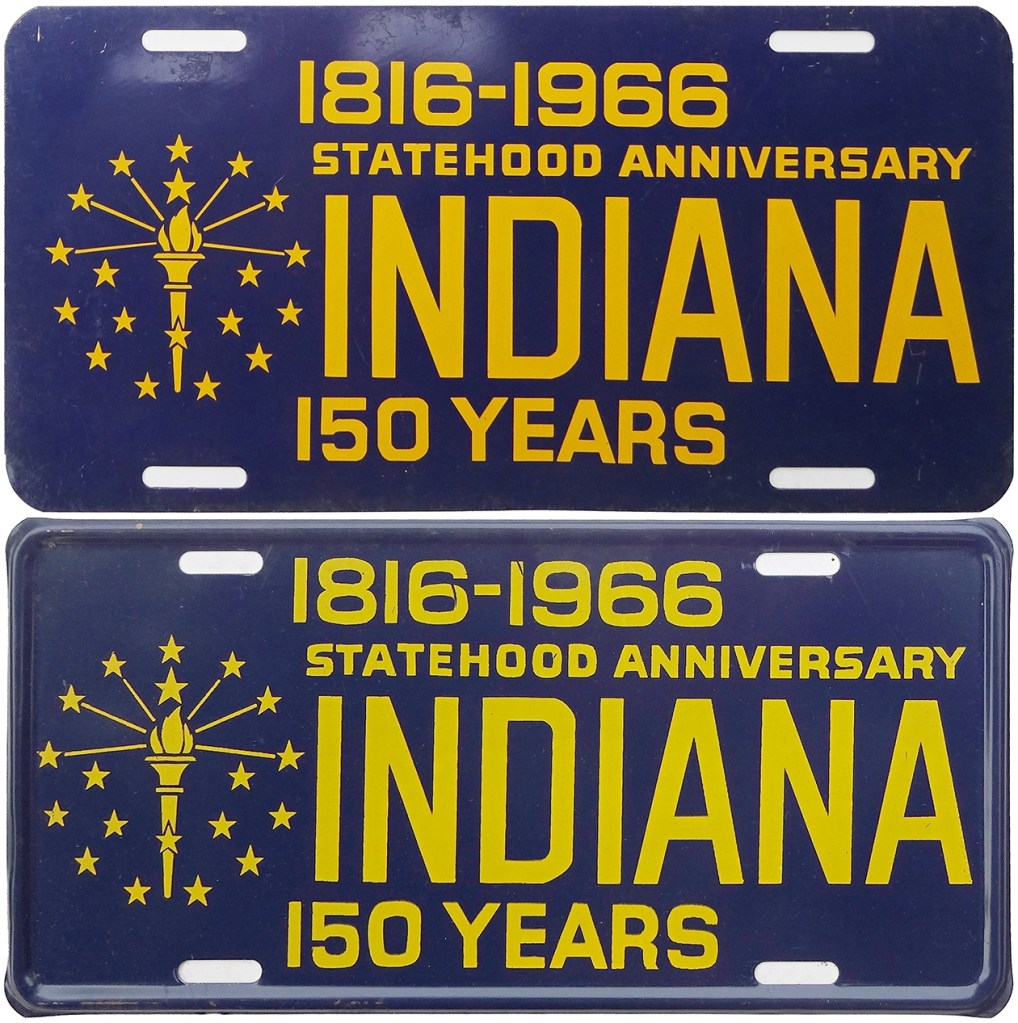 1816-1966
STATEHOOD ANNIVERSARY
INDIANA
150 YEARS
1816-1966
STATEHOOD ANNIVERSARY
INDIANA
150 YEARS